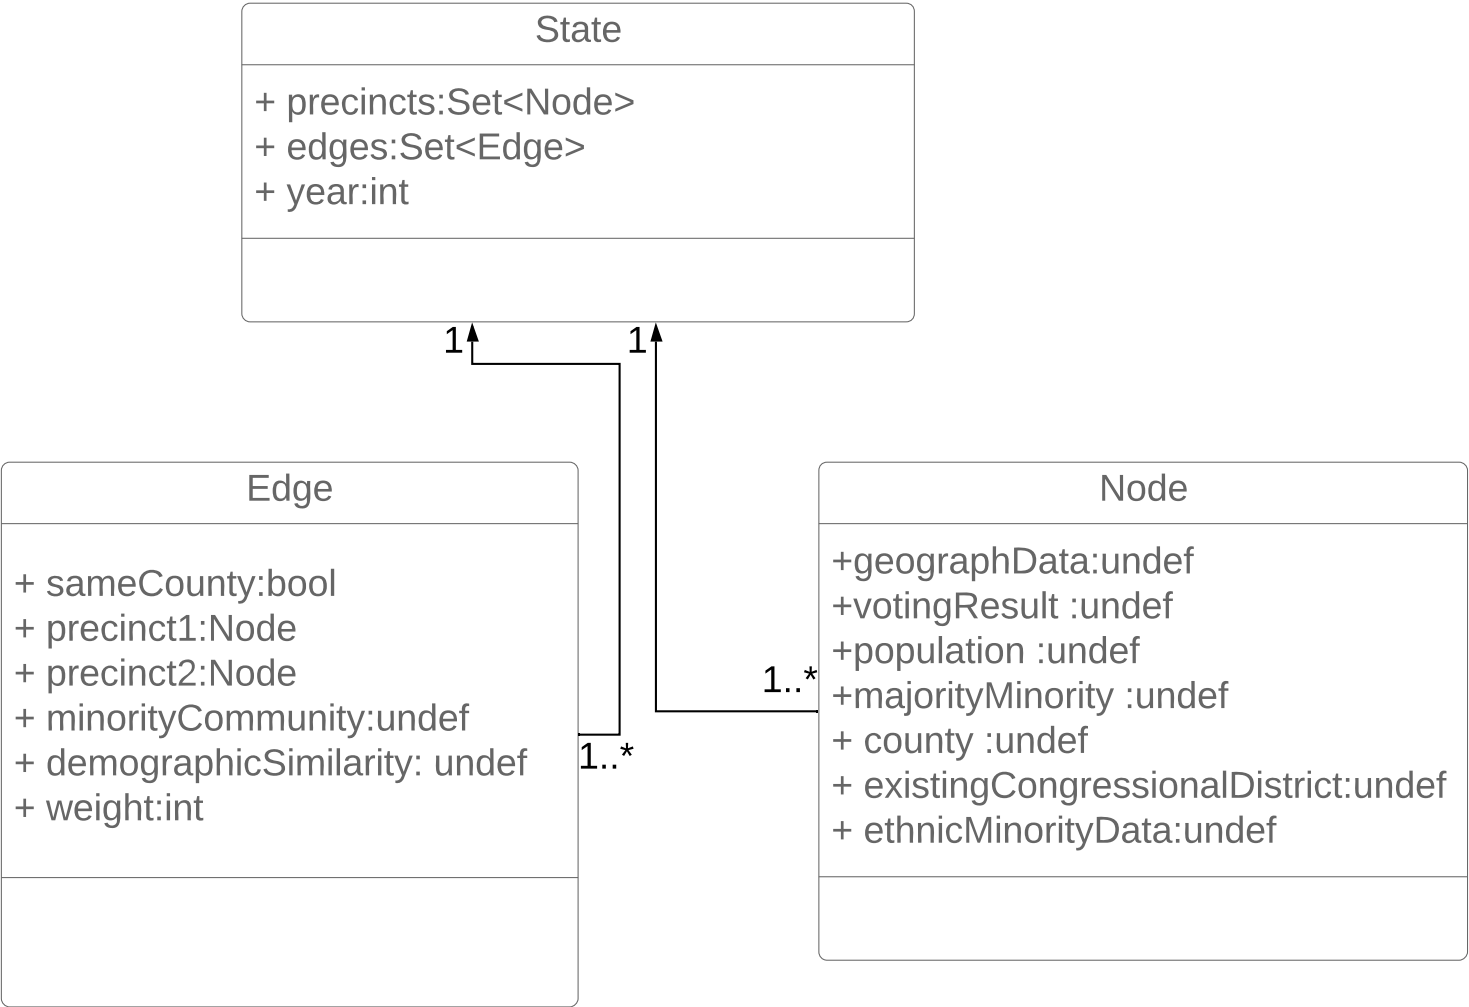 State
+ precincts:Set<Node>
+ edges:Set<Edge>
+ year:int
1
1
Edge
+ sameCounty:bool
+ precinct1:Node
+ precinct2:Node
+ minorityCommunity:undef
+ demographicSimilarity: undef
+ weight:int
1..*
1..*
Node
+geographData:undef
+votingResult :undef
+population :undef
+majorityMinority :undef
+ county :undef
+ existingCongressionalDistrict:undef
+ ethnicMinorityData:undef